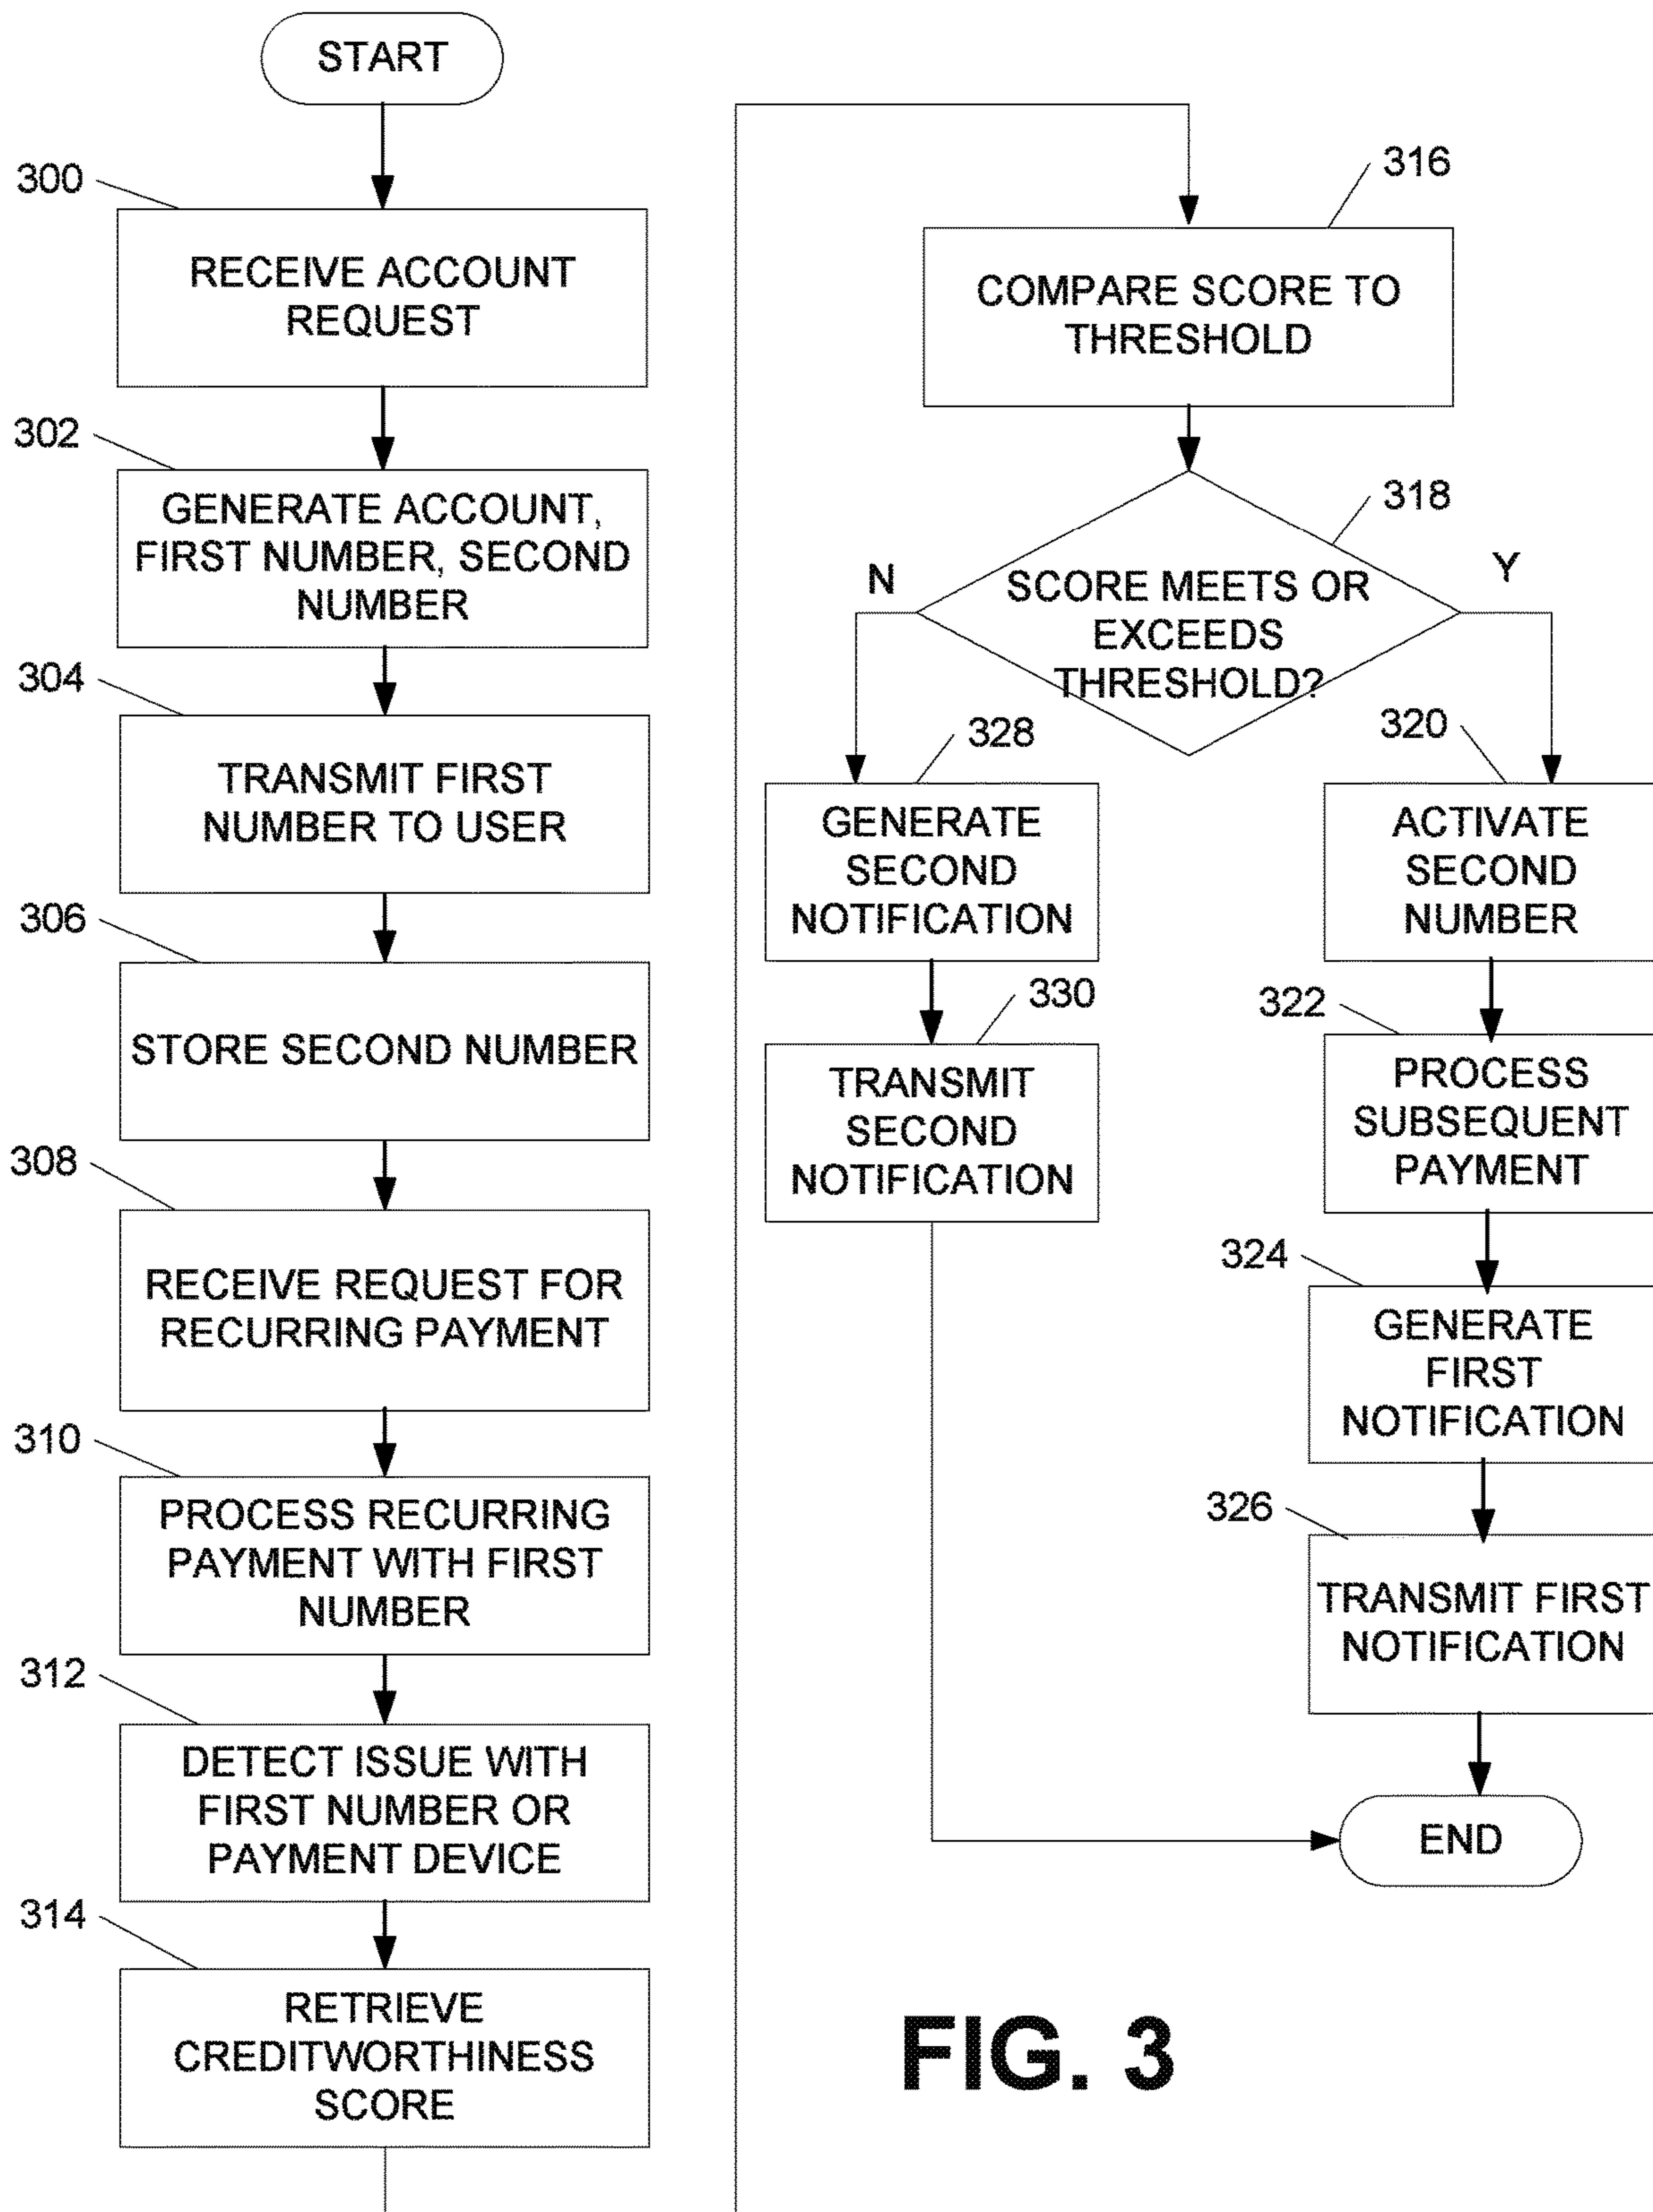 START
300
RECEIVE ACCOUNT
REQUEST
302
GENERATE ACCOUNT,
FIRST NUMBER, SECOND
NUMBER
304
TRANSMIT FIRST
NUMBER TO USER
306
STORE SECOND NUMBER
308
RECEIVE REQUEST FOR
RECURRING PAYMENT
310
PROCESS RECURRING
PAYMENT WITH FIRST
NUMBER
312
DETECT ISSUE WITH
FIRST NUMBER OR
PAYMENT DEVICE
314
RETRIEVE
CREDITWORTHINESS
SCORE
316
COMPARE SCORE TO
THRESHOLD
318
N
Y
SCORE MEETS OR
EXCEEDS
THRESHOLD?
328
GENERATE
SECOND
NOTIFICATION
330
TRANSMIT
SECOND
NOTIFICATION
320
ACTIVATE
SECOND
NUMBER
322
PROCESS
SUBSEQUENT
PAYMENT
324
GENERATE
FIRST
NOTIFICATION
326
TRANSMIT FIRST
NOTIFICATION
END
FIG. 3